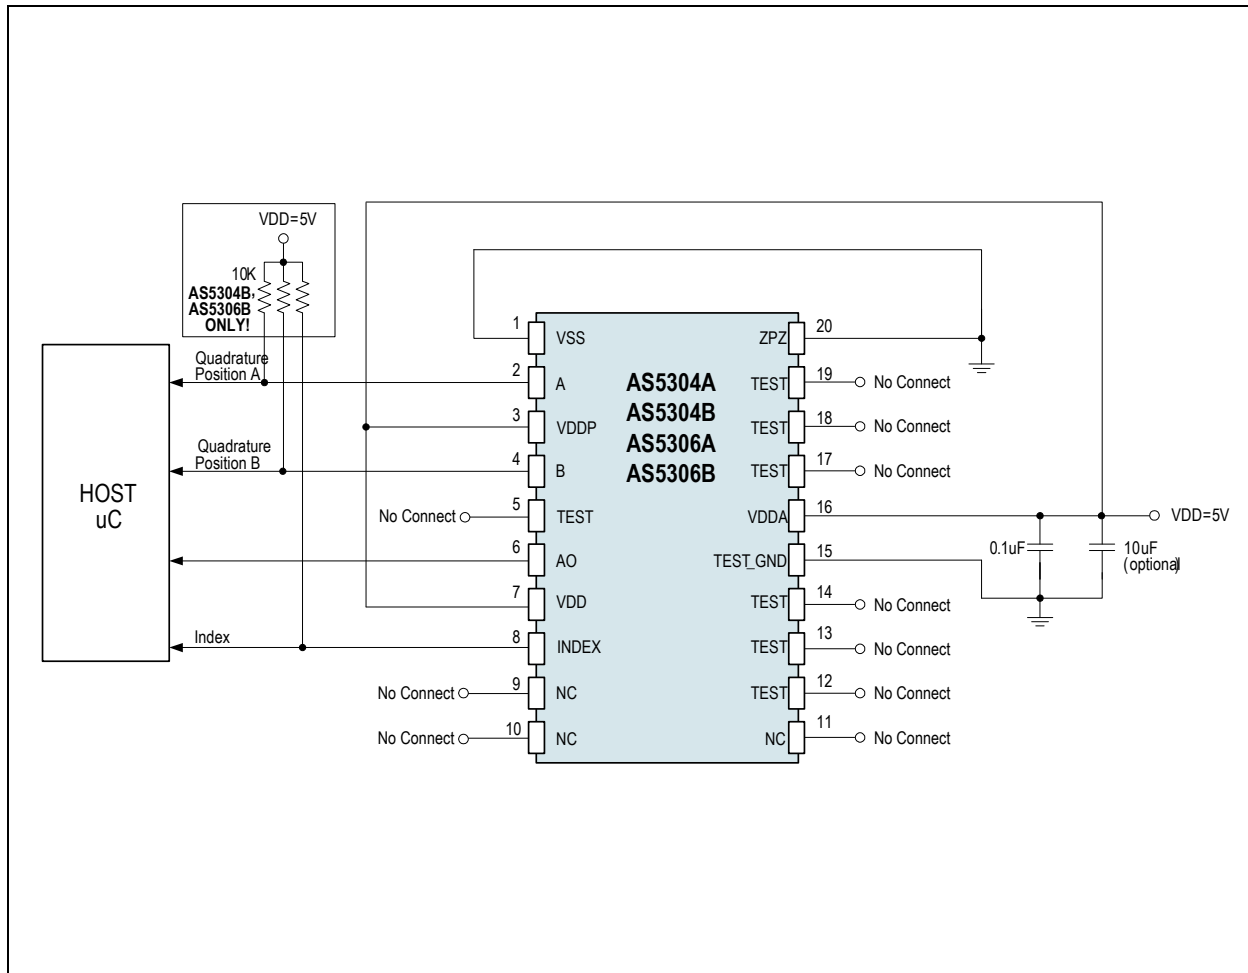 VDD=5V
10K
AS5304B,
AS5306B
ONLY!
HOST
uC
Quadrature
Position A
Quadrature
Position B
Index
No Connect
No Connect
No Connect
1
2
3
4
5
6
7
8
9
10
VSS
A
VDDP
B
TEST
AO
VDD
INDEX
NC
NC
AS5304A
AS5304B
AS5306A
AS5306B
ZPZ
TEST
TEST
TEST
VDDA
TEST_GND
TEST
TEST
TEST
NC
20
19
18
17
16
15
14
13
12
11
No Connect
No Connect
No Connect
VDD=5V
0.1uF
10uF
(optional
No Connect
No Connect
No Connect
No Connect